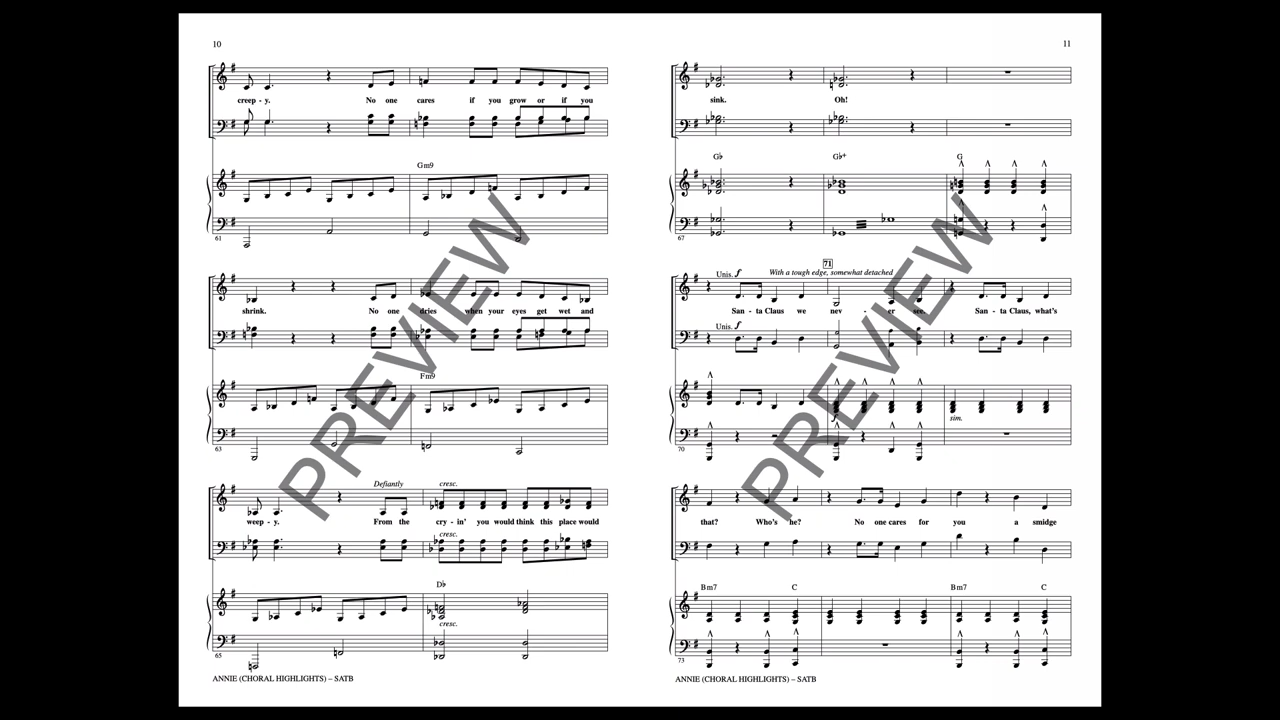 10
creep - y. No one cares if you grow or if you
Gm9
61
shrink. No one dries when your eyes get wet and
Fm9
63
Defiantly cresc.
weep - y. From the cry - in' you would think this place would
cresc.
D♭
cresc.
65
ANNIE (CHORAL HIGHLIGHTS) – SATB
PREVIEW
11
sink. Oh!
G♭ G♭+ G
67
71
Unis. f With a tough edge, somewhat detached
San - ta Claus we nev - er see. San - ta Claus, what's
Unis. f
f
sim.
70
that? Who's he? No one cares for you a smidge
Bm7 C Bm7 C
73
ANNIE (CHORAL HIGHLIGHTS) – SATB
PREVIEW